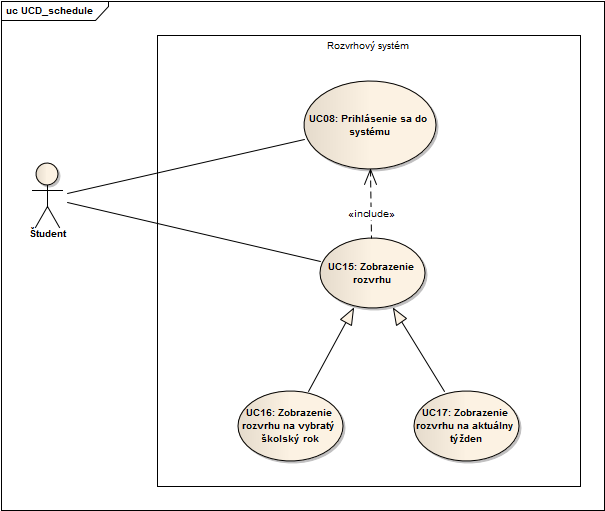 uc UCD_schedule
Rozvrhový systém
UC08: Prihlásenie sa do
systému
«include»
Študent
UC15: Zobrazenie
rozvrhu
UC16: Zobrazenie
rozvrhu na vybratý
školský rok
UC17: Zobrazenie
rozvrhu na aktuálny
týžden